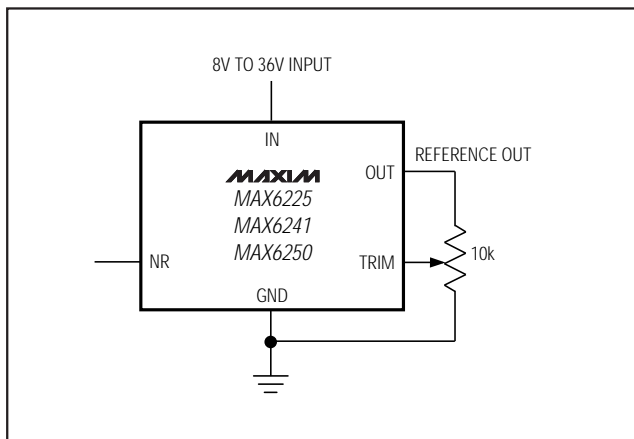 8V TO 36V INPUT
IN
REFERENCE OUT
OUT
MAXIM
MAX6225
MAX6241
MAX6250
NR
TRIM
10k
GND